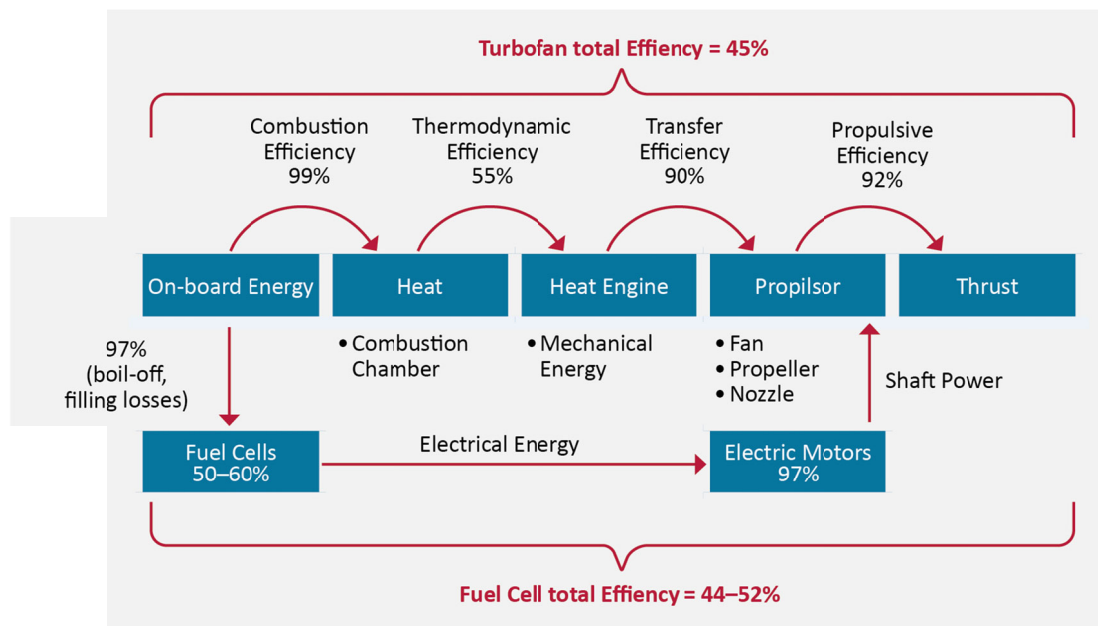 Turbofan total Effiency = 45%
Combustion
Efficiency
99%
Thermodynamic
Efficiency
55%
Transfer
Efficiency
90%
Propulsive
Efficiency
92%
On-board Energy
Heat
Heat Engine
Propilsor
Thrust
97%
(boil-off,
filling losses)
• Combustion
Chamber
• Mechanical
Energy
• Fan
• Propeller
• Nozzle
Shaft Power
Fuel Cells
50–60%
Electrical Energy
Electric Motors
97%
Fuel Cell total Effiency = 44–52%